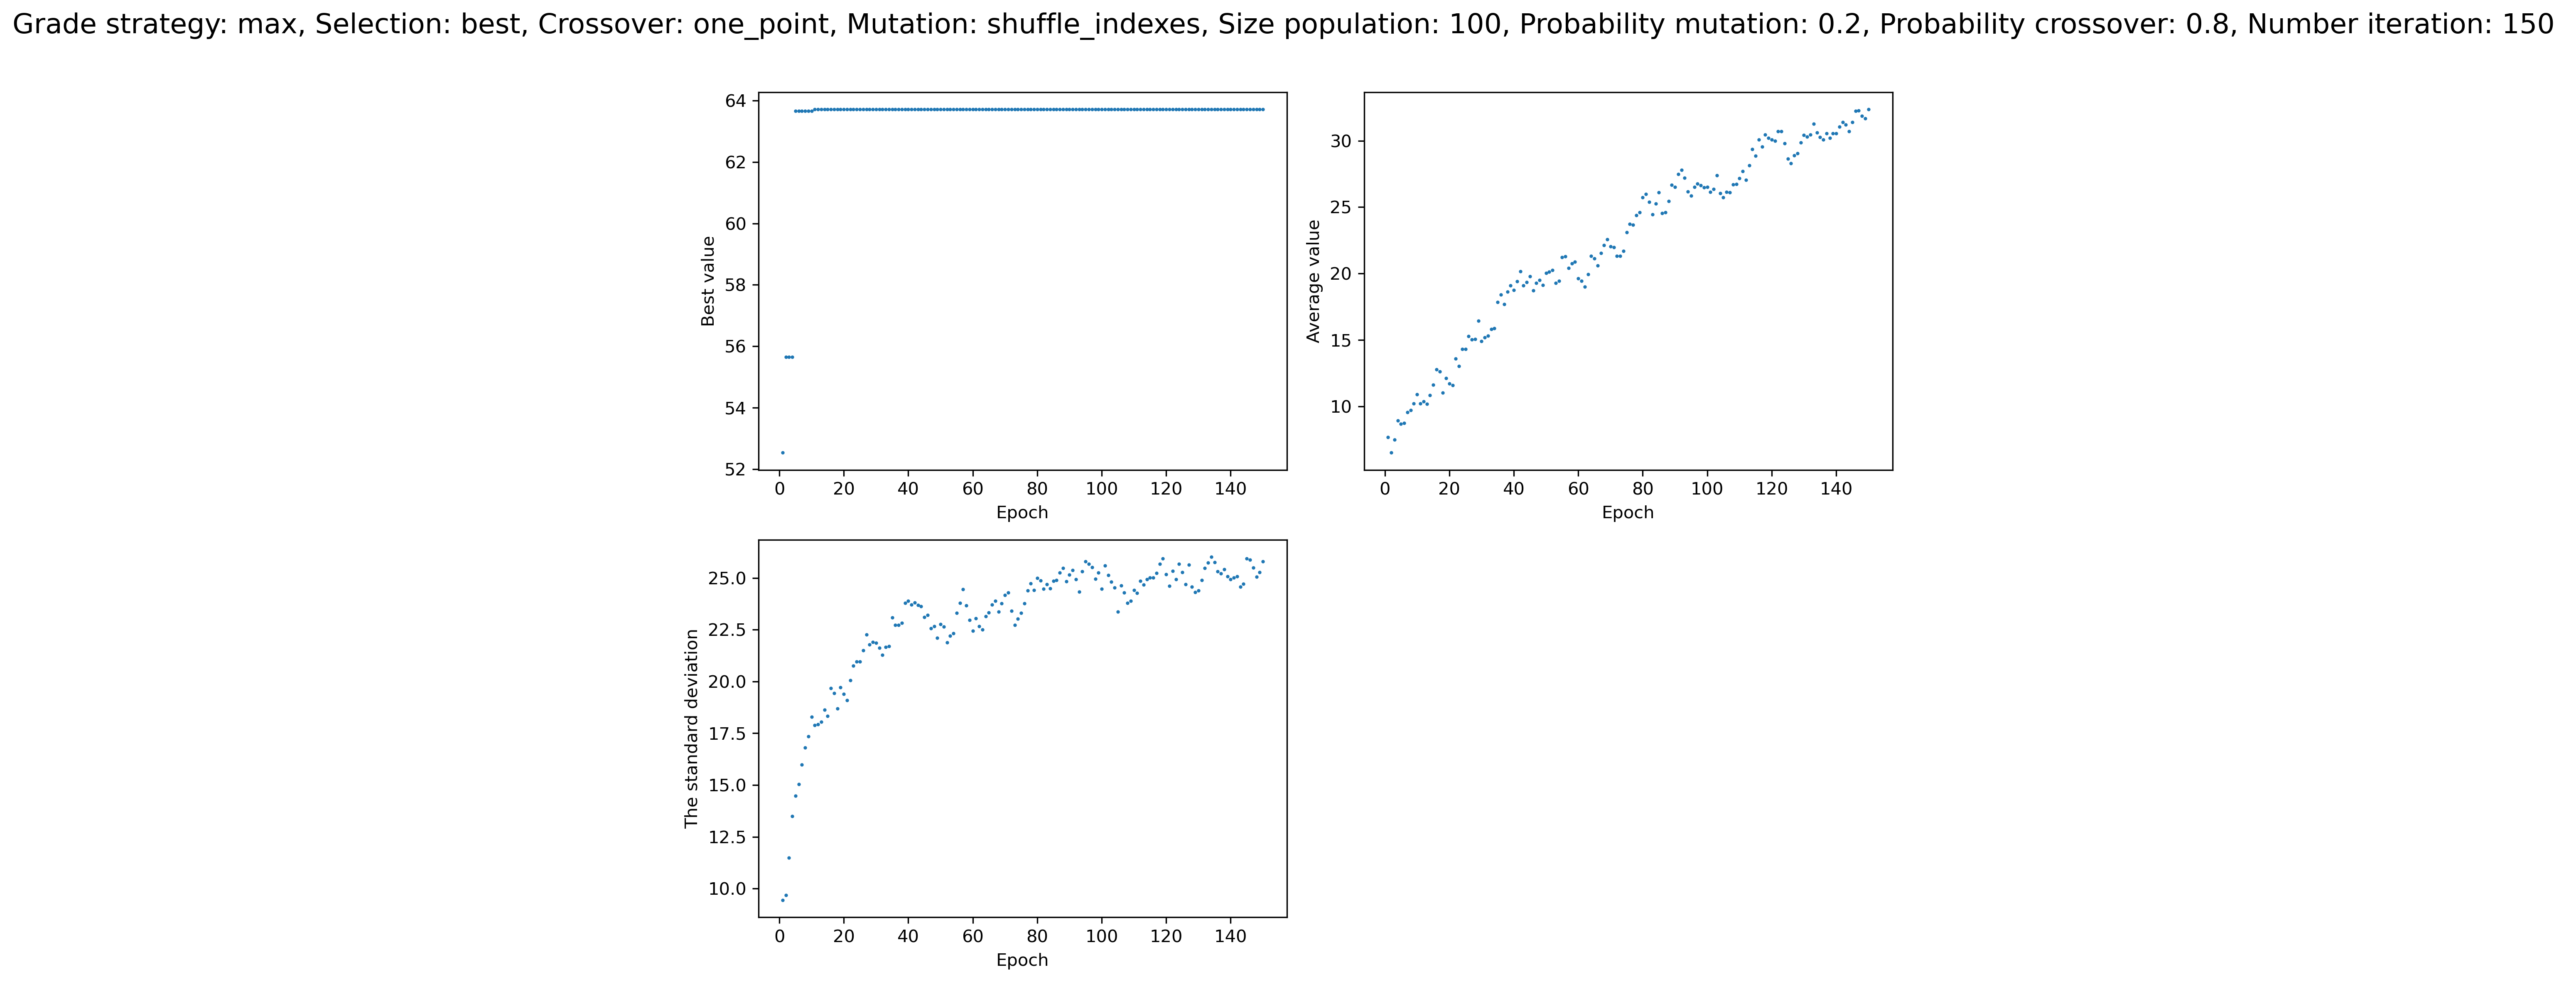 Grade strategy: max, Selection: best, Crossover: one_point, Mutation: shuffle_indexes, Size population: 100, Probability mutation: 0.2, Probability crossover: 0.8, Number iteration: 150
64
62
60
58
56
54
52
Best value
0 20 40 60 80 100 120 140
Epoch
30
25
20
15
10
Average value
0 20 40 60 80 100 120 140
Epoch
25.0
22.5
20.0
17.5
15.0
12.5
10.0
The standard deviation
0 20 40 60 80 100 120 140
Epoch